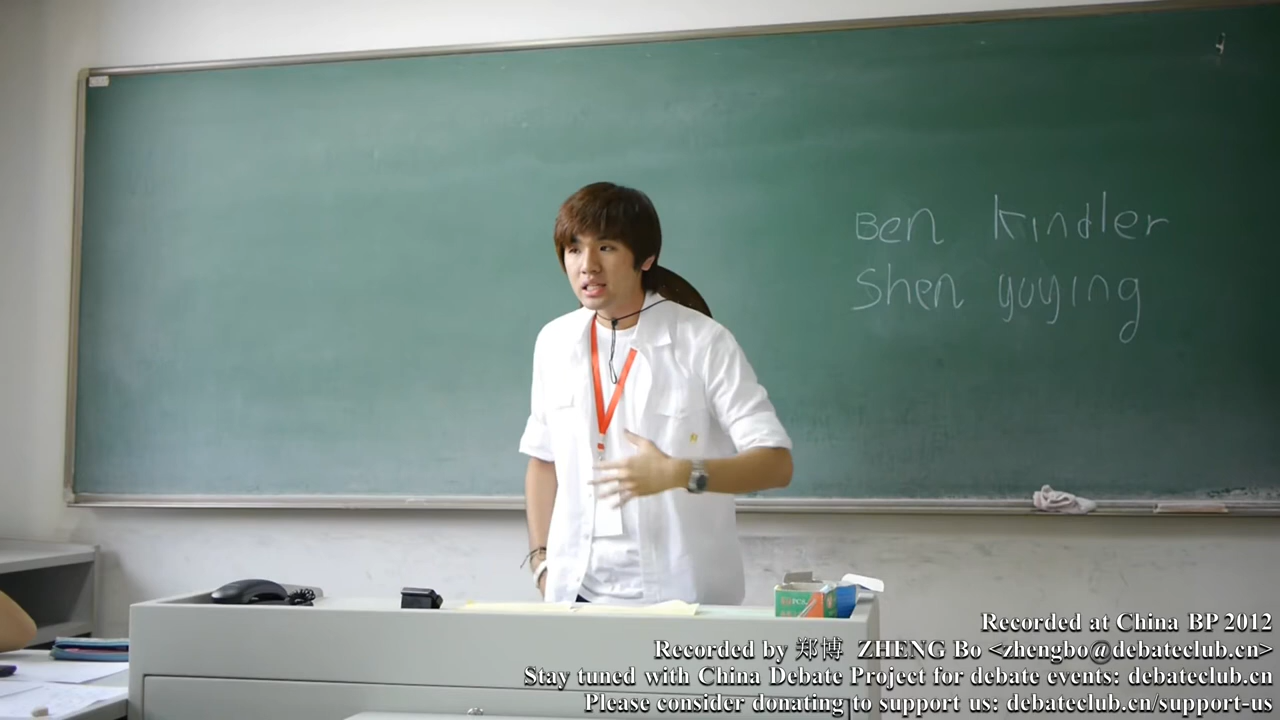 Ben Kindler
Shen yuying
Recorded at China BP 2012
Recorded by 郑博 ZHENG Bo <zhengbo@debateclub.cn>
Stay tuned with China Debate Project for debate events: debateclub.cn
Please consider donating to support us: debateclub.cn/support-us